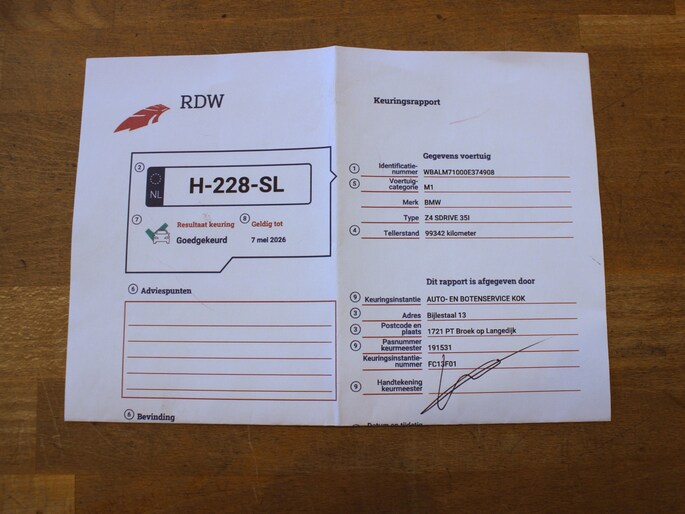 RDW
Keuringsrapport
2
NL
H-228-SL
7 Resultaat keuring
Goedgekeurd
8 Geldig tot
7 mei 2026
6 Adviespunten
6 Bevinding
Gegevens voertuig
1 Identificatie-
nummer WBALM71000E374908
5 Voertuig-
categorie M1
Merk BMW
Type Z4 SDRIVE 35I
4 Tellerstand 99342 kilometer
Dit rapport is afgegeven door
9 Keuringsinstantie AUTO- EN BOTENSERVICE KOK
3 Adres Bijlestaal 13
3 Postcode en
plaats 1721 PT Broek op Langedijk
9 Pasnummer
keurmeester 191531
Keuringsinstantie-
nummer FC13F01
9 Handtekening
keurmeester